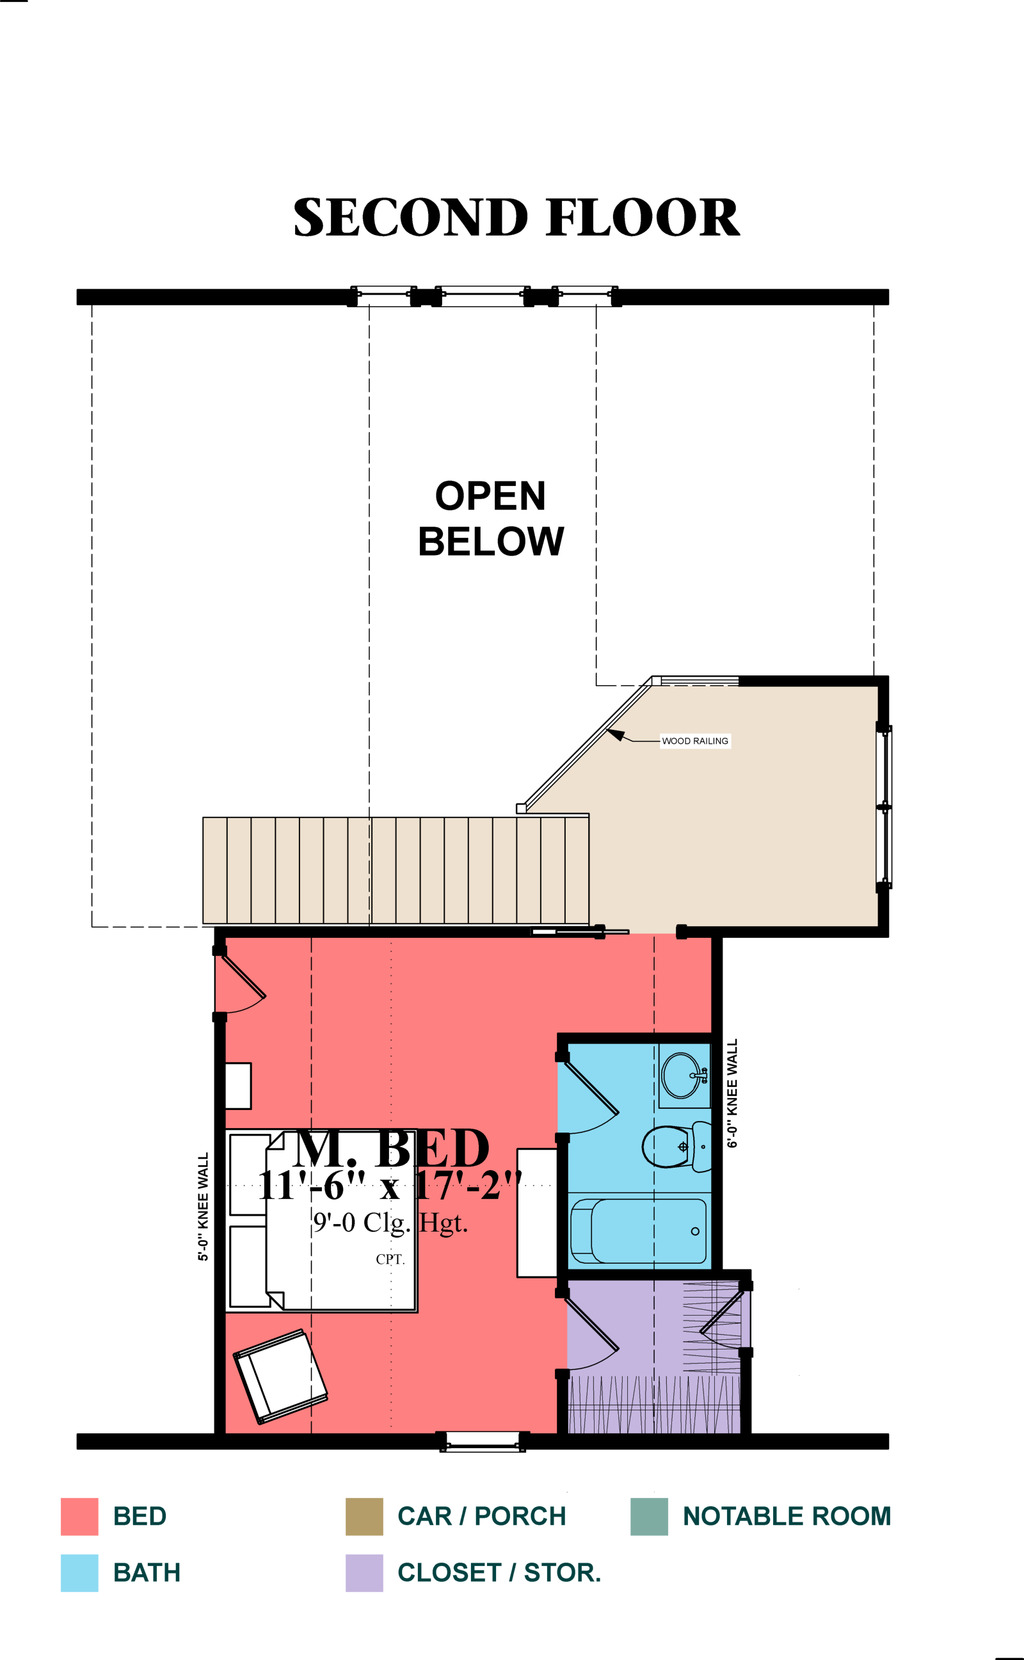 SECOND FLOOR
OPEN
BELOW
WOOD RAILING
6'-0" KNEE WALL
5'-0" KNEE WALL
M. BED
11'-6" x 17'-2"
9'-0 Clg. Hgt.
CPT.
BED
CAR / PORCH
NOTABLE ROOM
BATH
CLOSET / STOR.